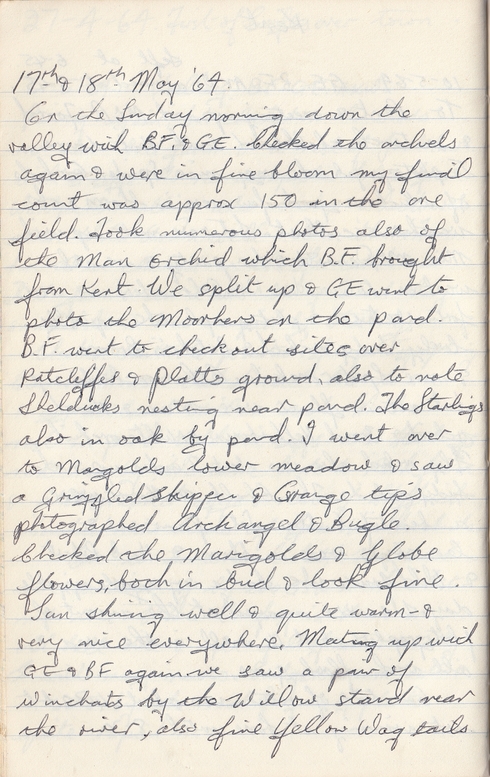 17th & 18th May '64.
On the Sunday morning down the
valley with B.F. & GE. Checked the orchids
again & were in fine bloom my final
count was approx 150 in the one
field. Took numerous photos also of
the Man Orchid which B.F. brought
from Kent. We split up & GE went to
photo the Moorhens on the pond.
B.F. went to check out sites over
Ratcliffes & Platts ground, also to note
Shelducks nesting near pond. The Starlings
also in oak by pond. I went over
to Marigolds lower meadow & saw
a Grizzled Skipper & Orange tips
photographed Archangel & Bugle.
Checked the Marigolds & Globe
flowers, both in bud & look fine.
Sun shining well & quite warm - &
very nice everywhere. Meeting up with
GE & BF again we saw a pair of
Winchats by the Willow stand near
the river, also fine Yellow Wag tails